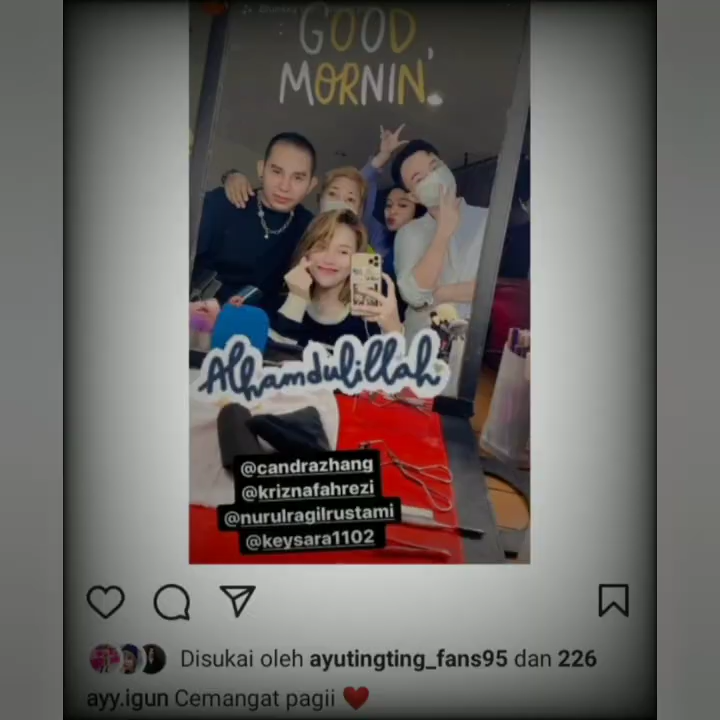 GOOD
MORNIN'.
Alhamdulillah
@candrazhang
@kriznafahrezi
@nurulragilrustami
@keysara1102
Disukai oleh ayutingting_fans95 dan 226
ayy.igun Cemangat pagii ❤️